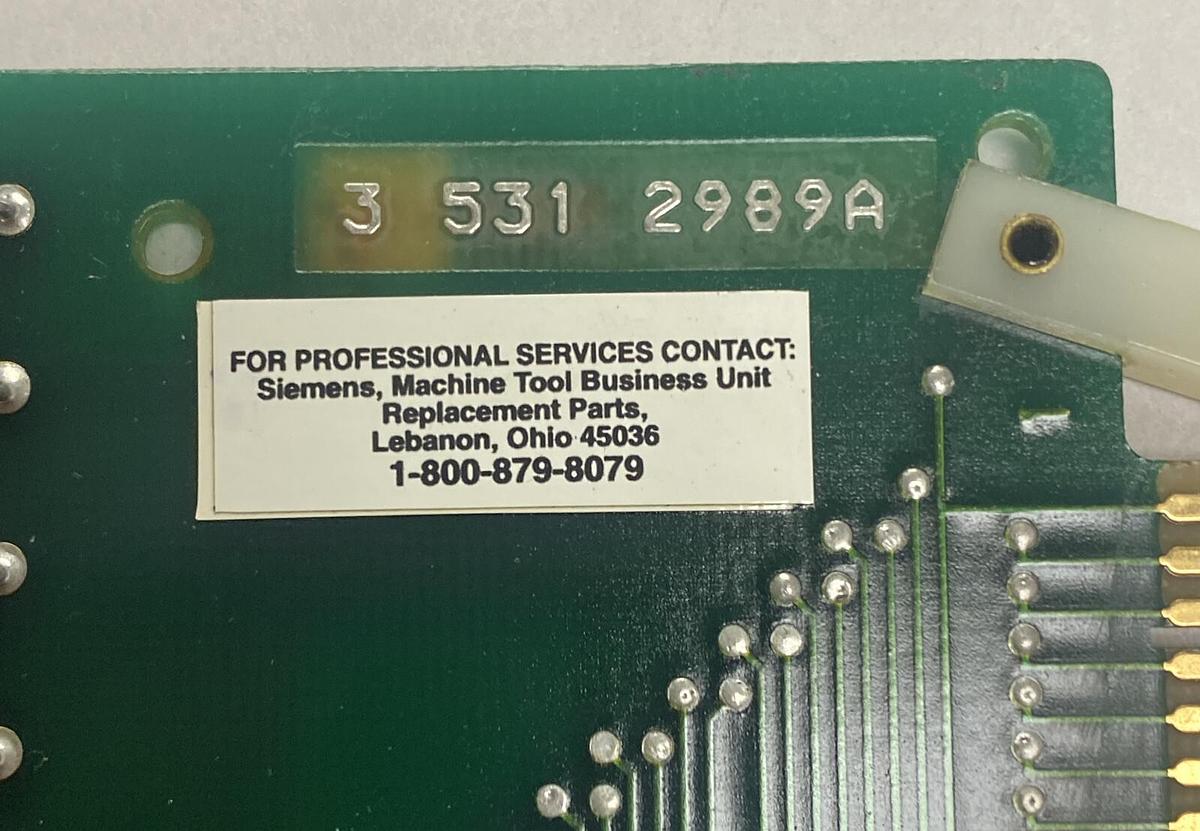 3 531 2989A
FOR PROFESSIONAL SERVICES CONTACT:
Siemens, Machine Tool Business Unit
Replacement Parts,
Lebanon, Ohio 45036
1-800-879-8079